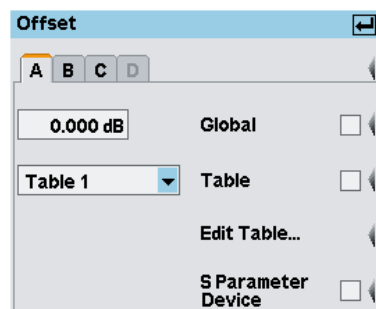 Offset
A B C D
0.000 dB Global
Table 1 Table
Edit Table...
S Parameter
Device